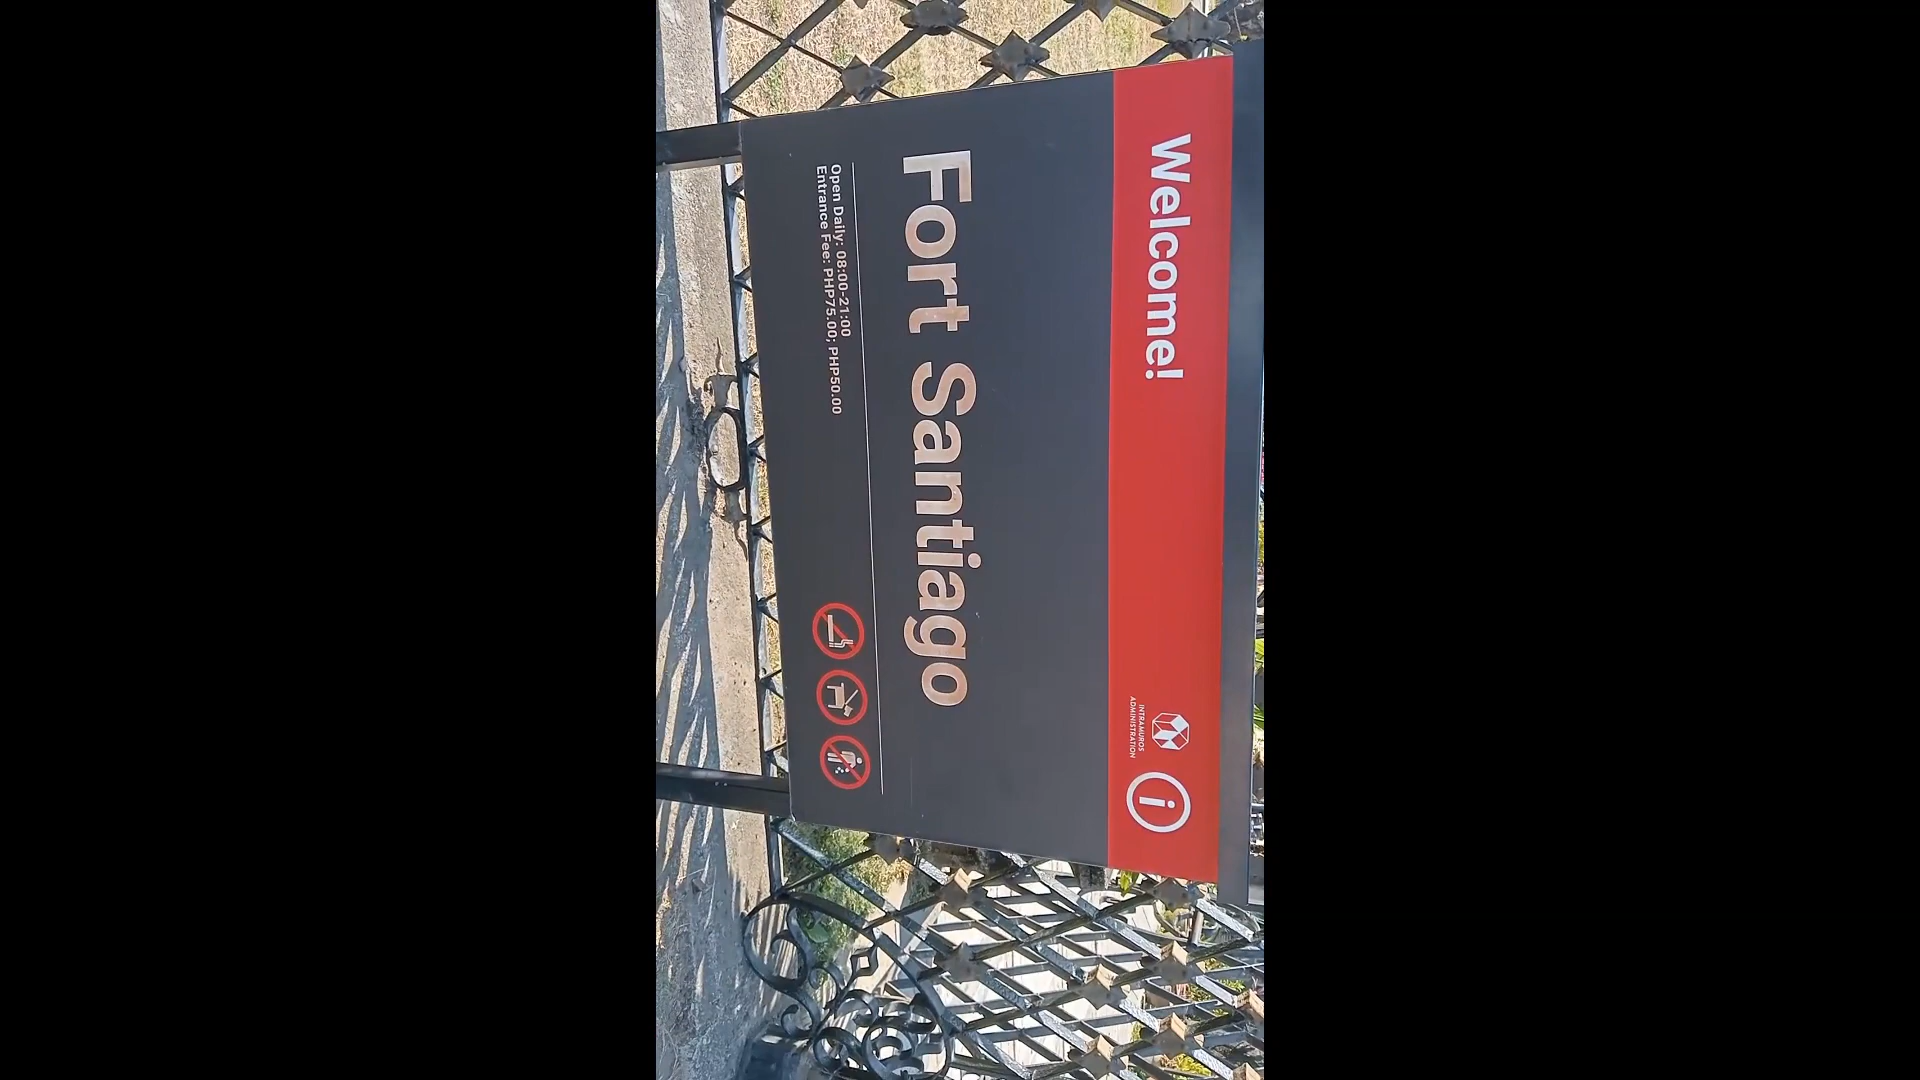 Welcome!
INTRAMUROS
ADMINISTRATION
i
Fort Santiago
Open Daily: 08:00-21:00
Entrance Fee: PHP75.00; PHP50.00